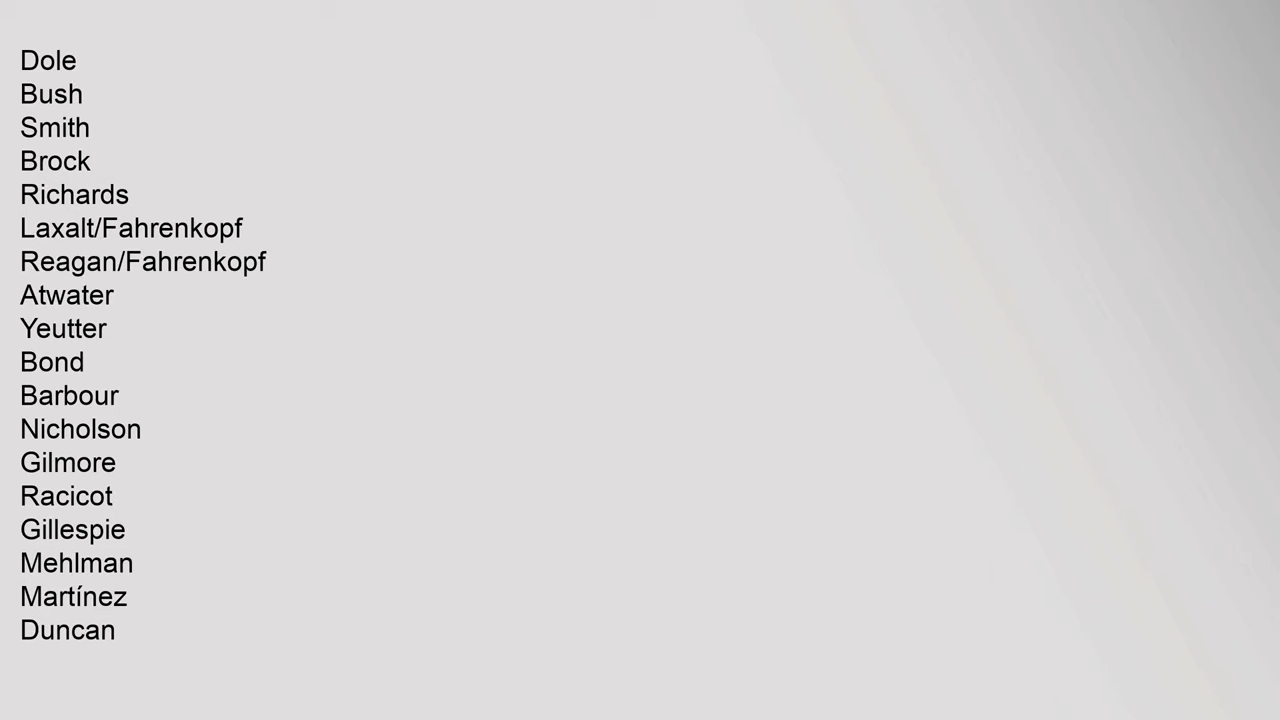 Dole
Bush
Smith
Brock
Richards
Laxalt/Fahrenkopf
Reagan/Fahrenkopf
Atwater
Yeutter
Bond
Barbour
Nicholson
Gilmore
Racicot
Gillespie
Mehlman
Martínez
Duncan